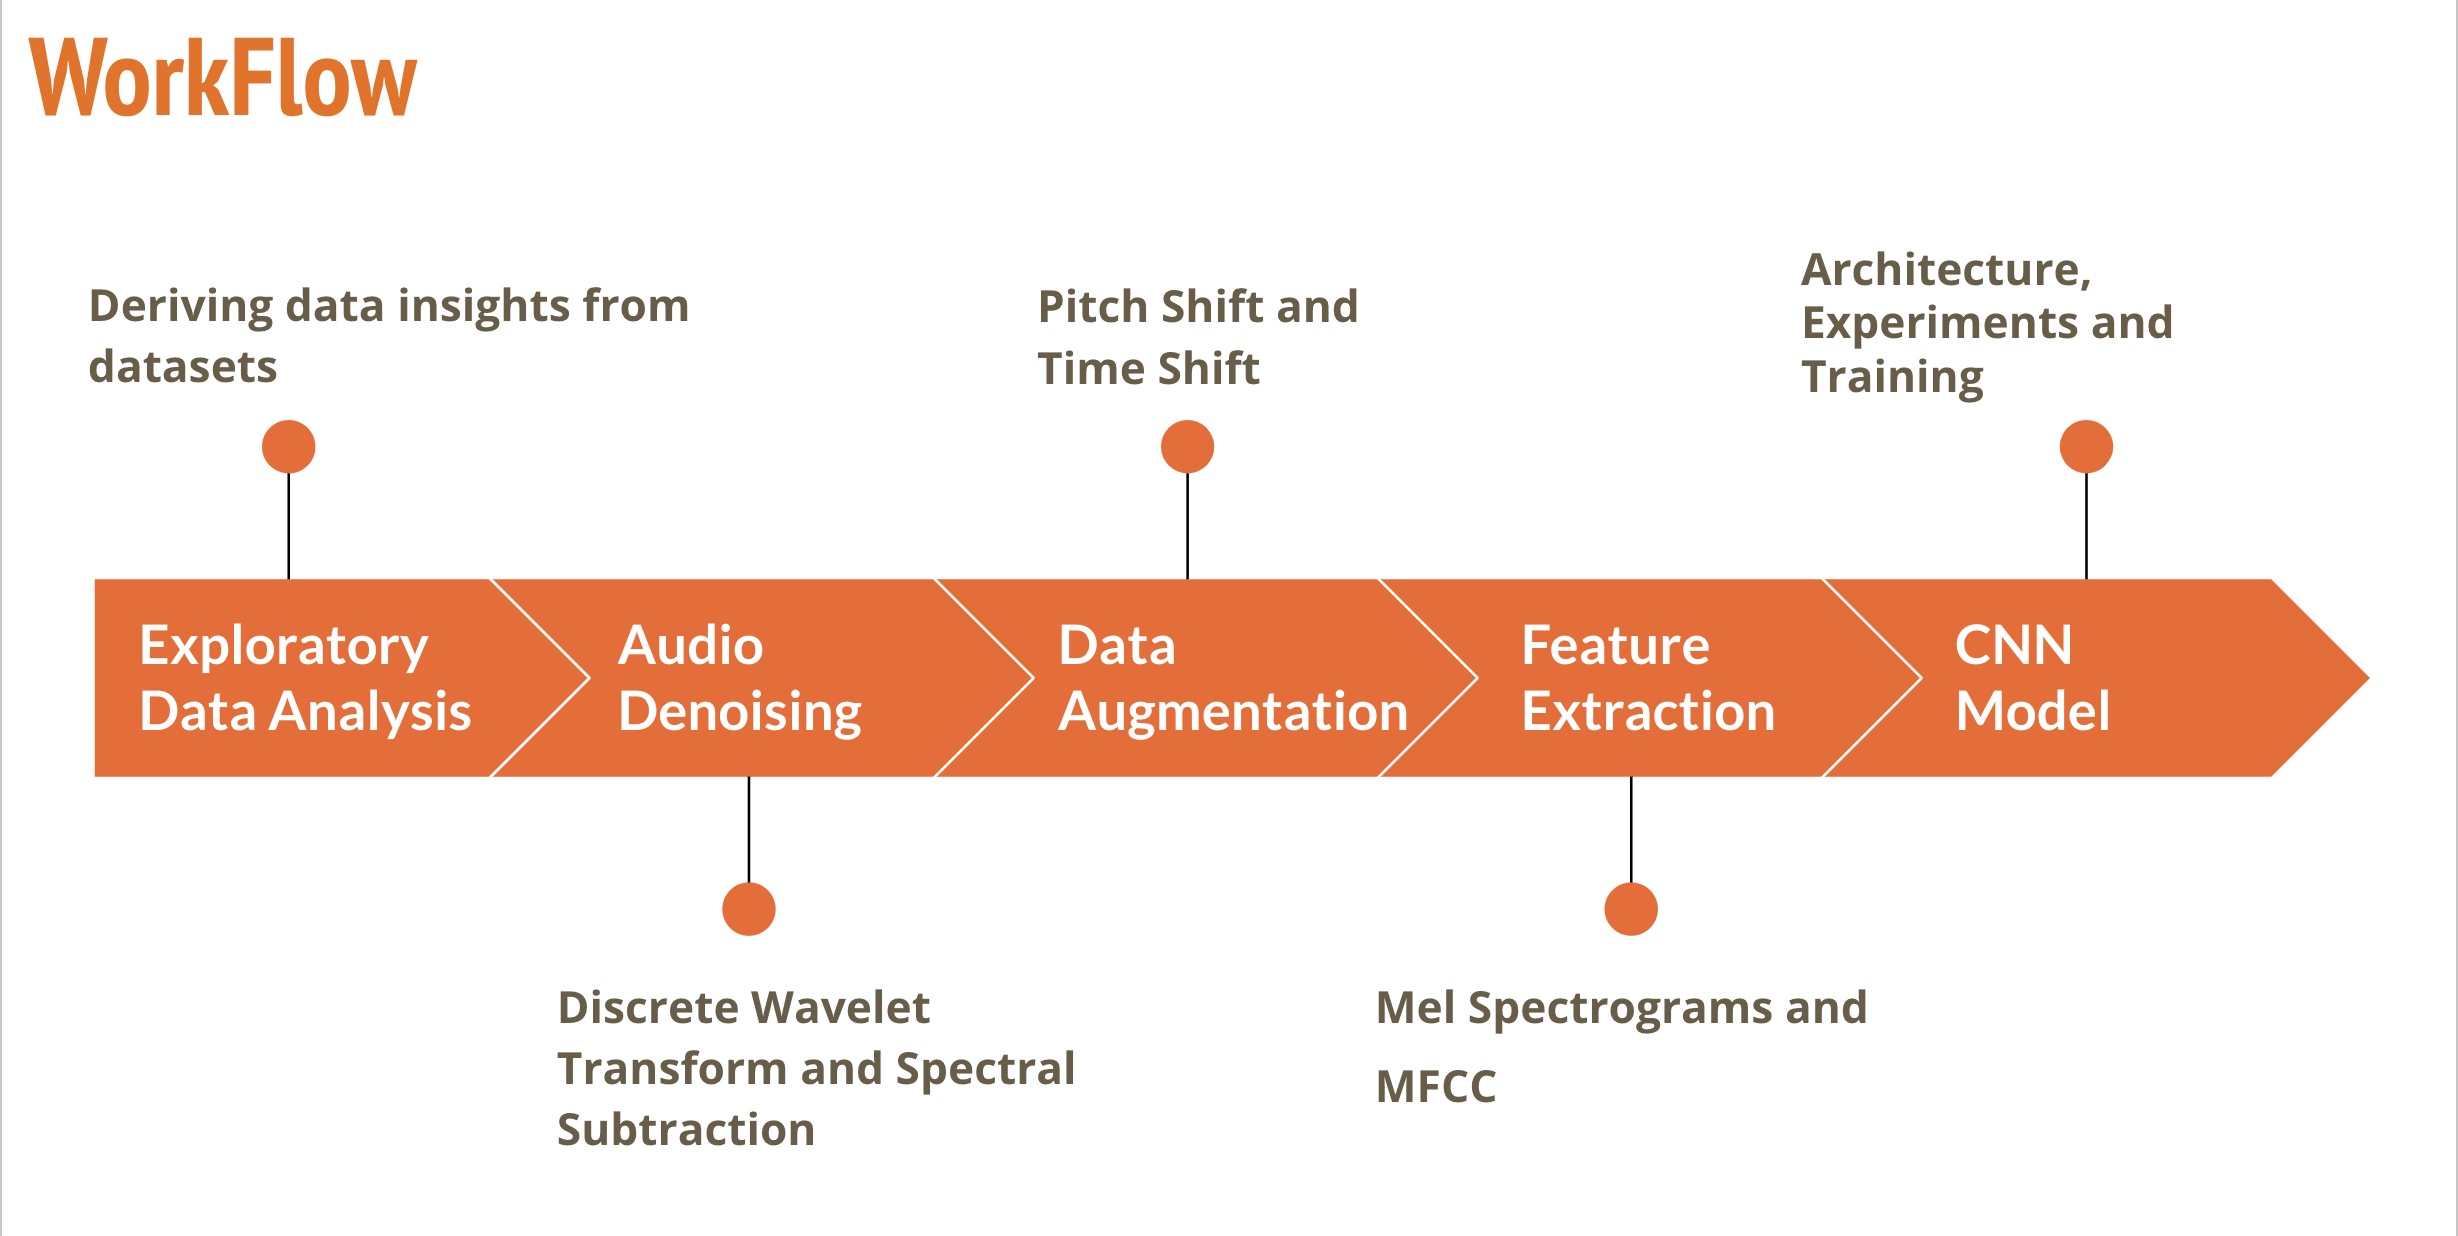 WorkFlow
Deriving data insights from
datasets
Pitch Shift and
Time Shift
Architecture,
Experiments and
Training
Exploratory
Data Analysis
Audio
Denoising
Data
Augmentation
Feature
Extraction
CNN
Model
Discrete Wavelet
Transform and Spectral
Subtraction
Mel Spectrograms and
MFCC